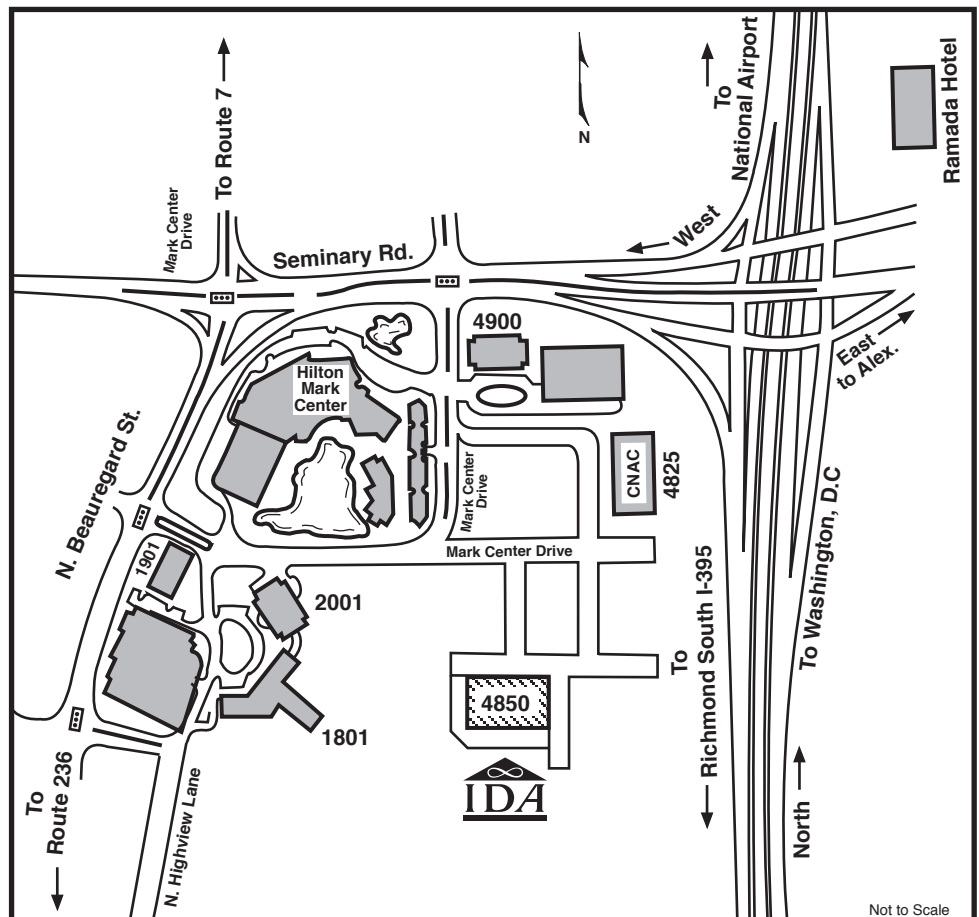 To
National Airport
Ramada Hotel
To Route 7
N
Mark Center
Drive
West
Seminary Rd.
4900
East
to Alex.
Hilton
Mark
Center
N. Beauregard St.
CNAC
4825
Mark Center
Drive
To Washington, D.C
1901
Mark Center Drive
2001
To
Richmond South I-395
4850
1801
IDA
To
Route 236
N. Highview Lane
North
Not to Scale